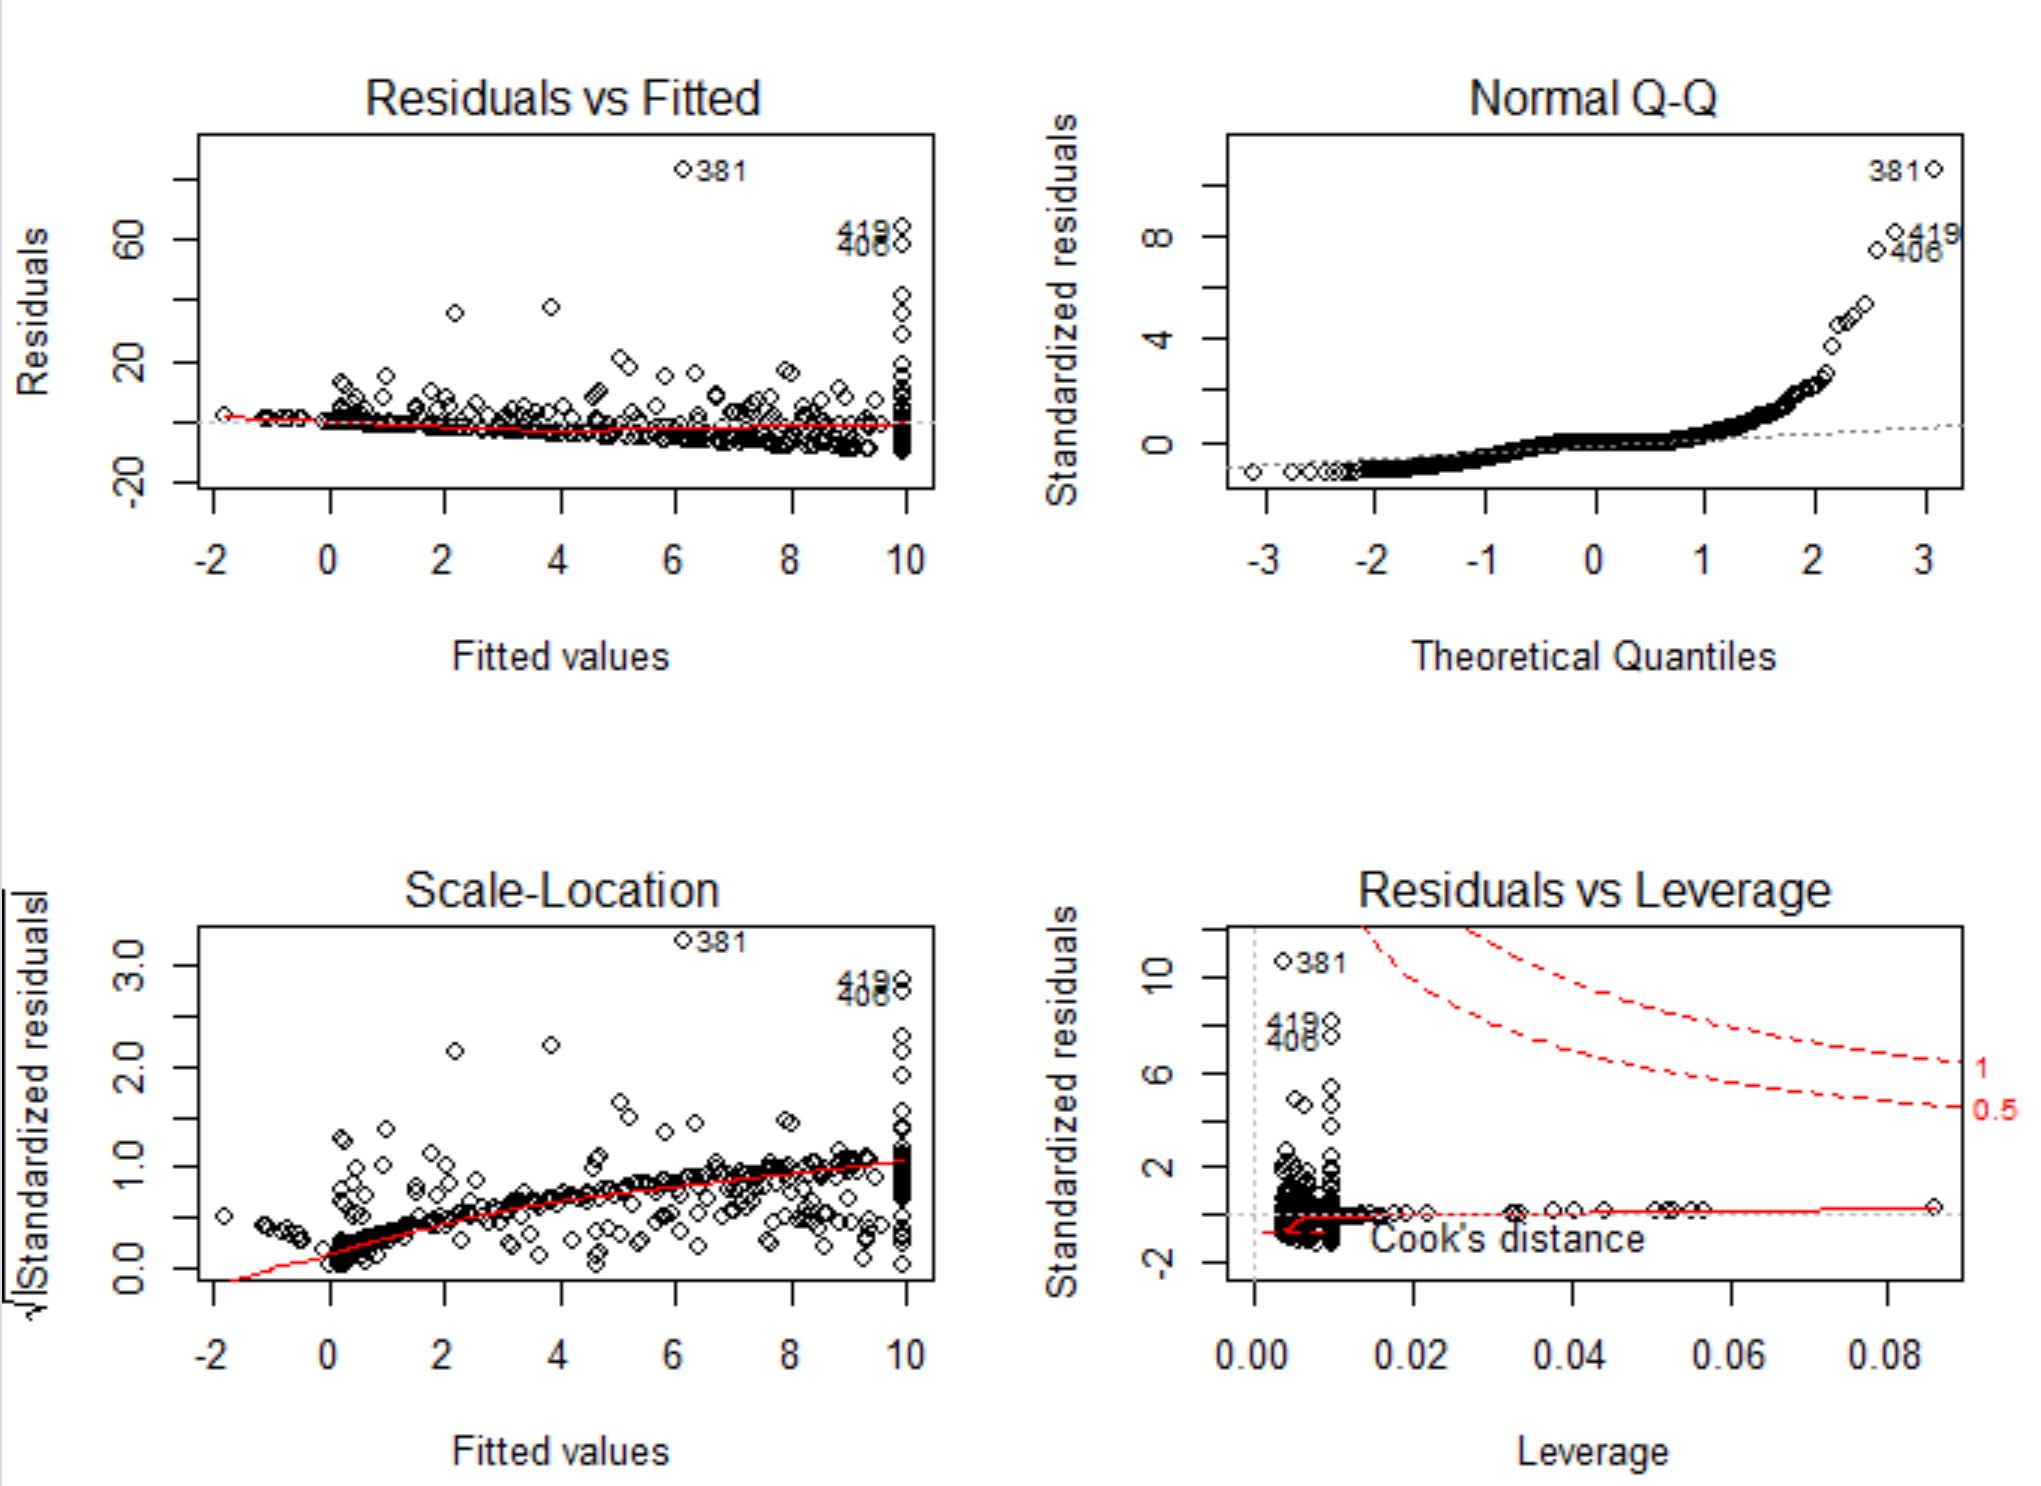 Residuals vs Fitted
Residuals
60
20
-20
381
419
406
-2 0 2 4 6 8 10
Fitted values
Normal Q-Q
Standardized residuals
8
4
0
381
419
406
-3 -2 -1 0 1 2 3
Theoretical Quantiles
Scale-Location
√|Standardized residuals|
3.0
2.0
1.0
0.0
381
419
406
-2 0 2 4 6 8 10
Fitted values
Residuals vs Leverage
Standardized residuals
10
6
2
-2
381
419
406
1
0.5
Cook's distance
0.00 0.02 0.04 0.06 0.08
Leverage